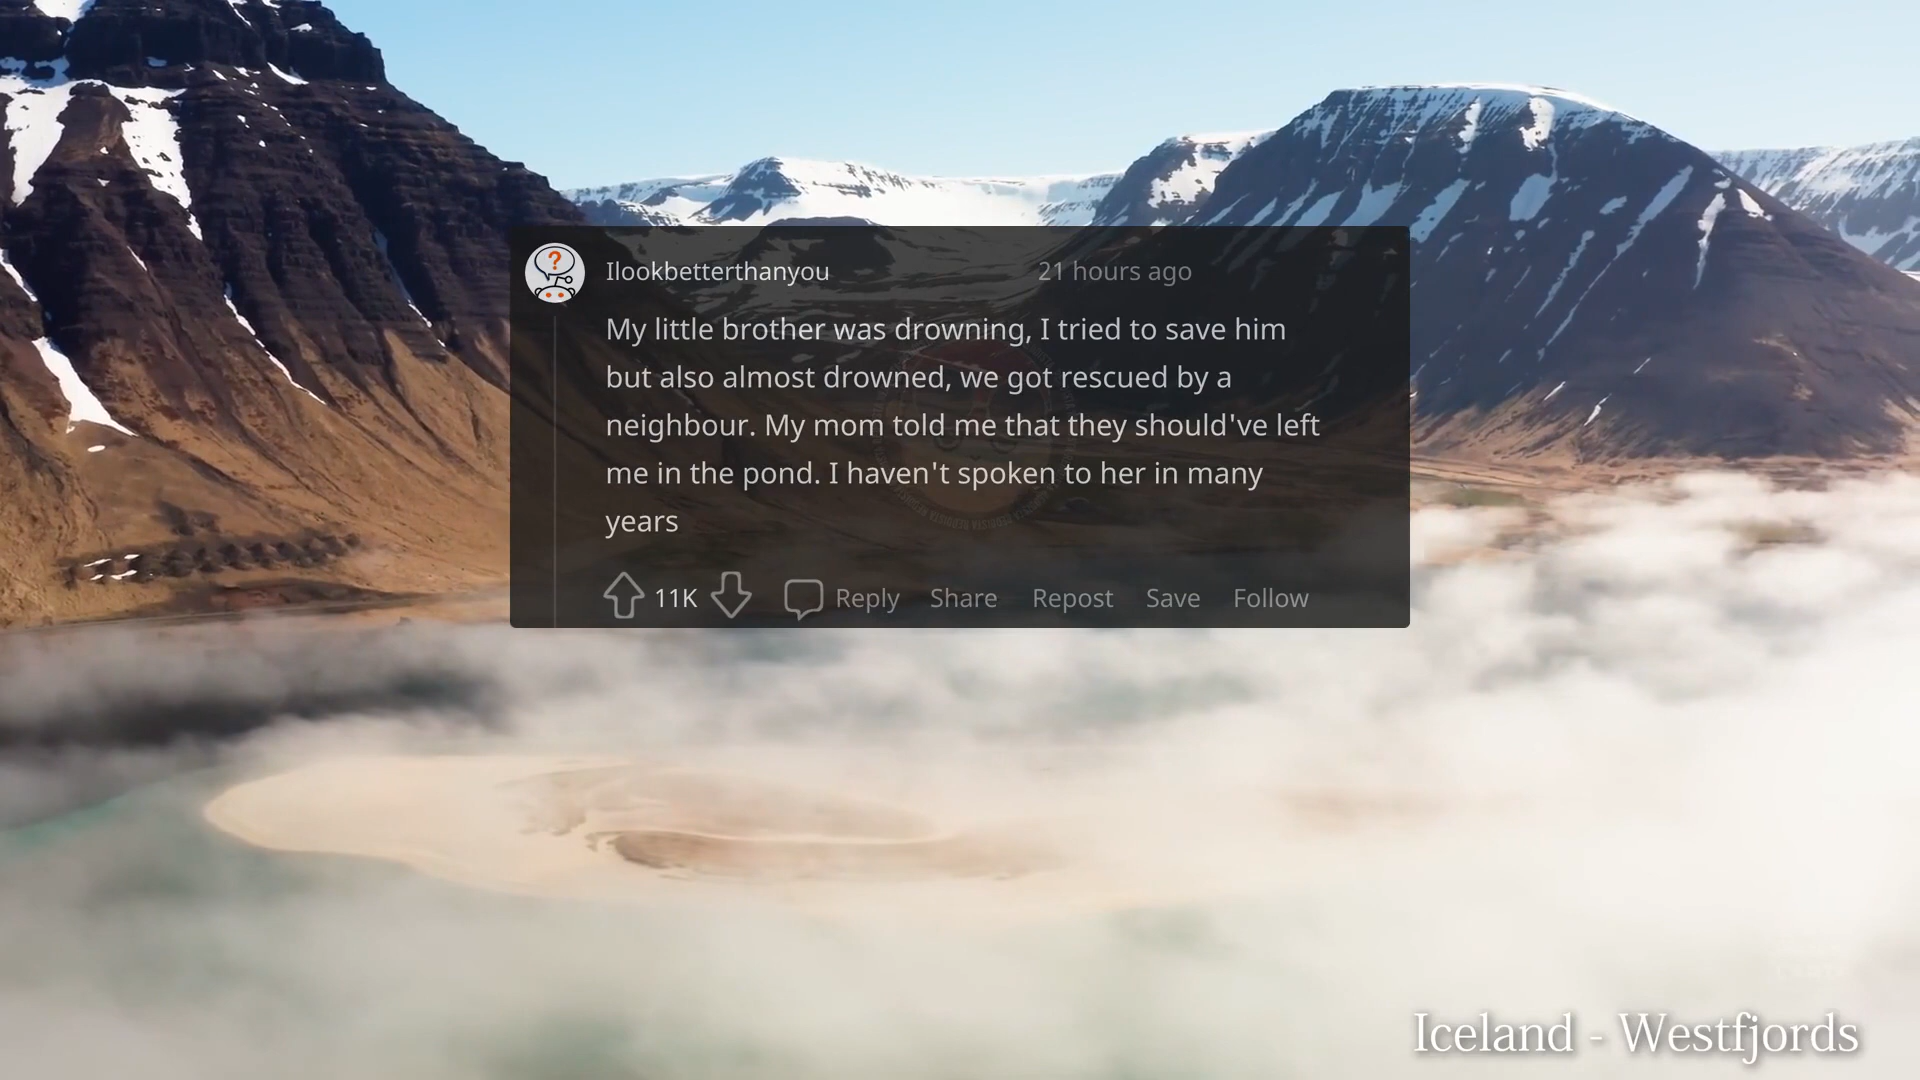 Ilookbetterthanyou 21 hours ago
My little brother was drowning, I tried to save him
but also almost drowned, we got rescued by a
neighbour. My mom told me that they should've left
me in the pond. I haven't spoken to her in many
years
11K Reply Share Repost Save Follow
Iceland - Westfjords